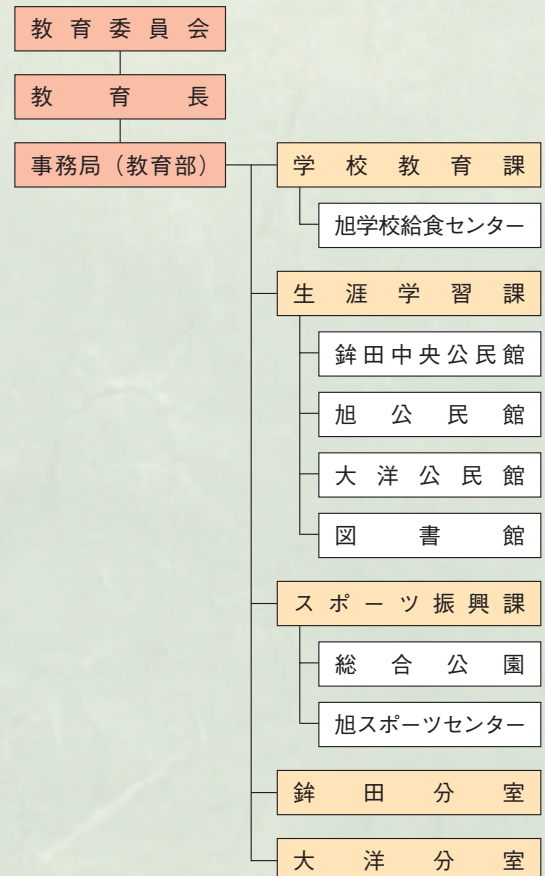 教育委員会
教育長
事務局（教育部）
学校教育課
旭学校給食センター
生涯学習課
鉾田中央公民館
旭公民館
大洋公民館
図書館
スポーツ振興課
総合公園
旭スポーツセンター
鉾田分室
大洋分室